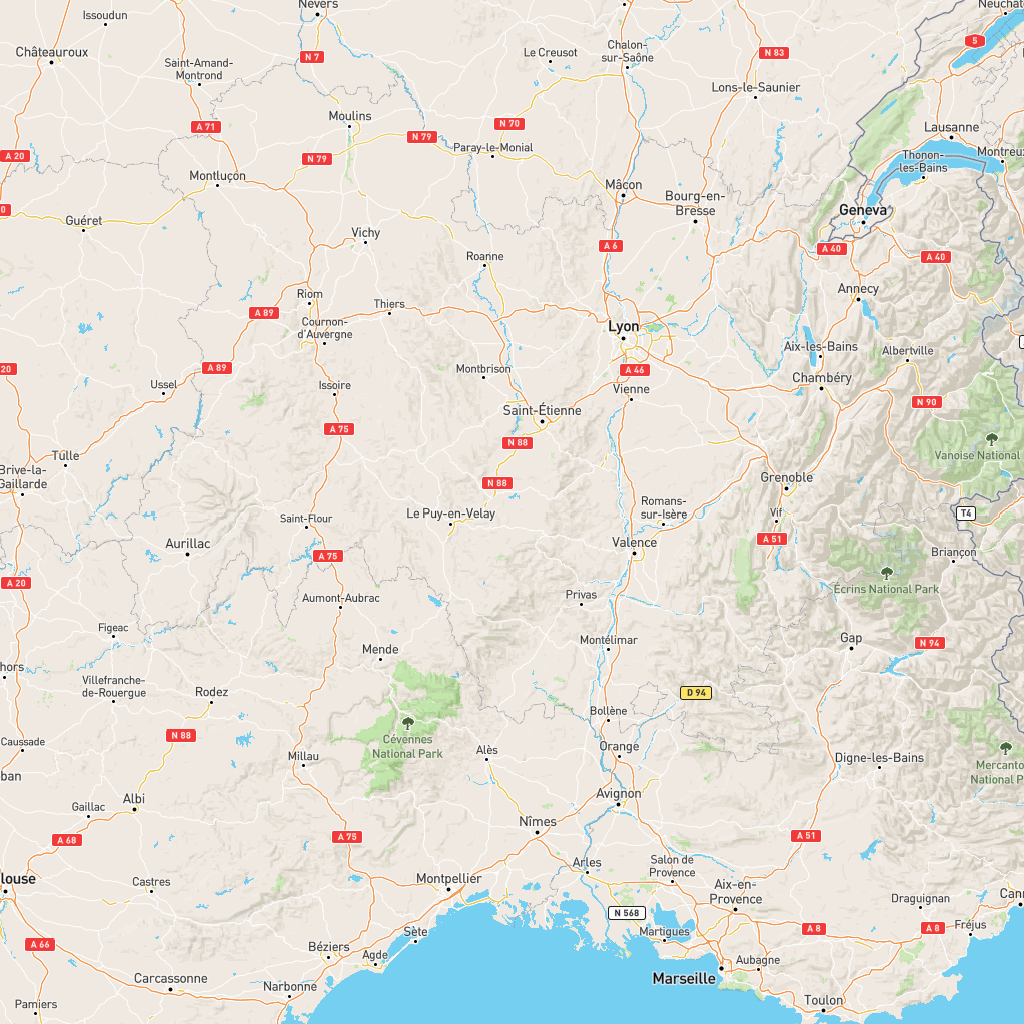 Nevers
Neuchat
Issoudun
Châteauroux
Le Creusot
Chalon-
sur-Saône
N 83
5
N 7
Saint-Amand-
Montrond
Lons-le-Saunier
Moulins
A 71
N 79
N 70
Lausanne
Paray-le-Monial
A 20
N 79
Thonon-
les-Bains
Montreux
Montluçon
Mâcon
Bourg-en-
Bresse
0
Guéret
Geneva
Vichy
A 6
A 40
A 40
Roanne
Annecy
Riom
Thiers
A 89
Cournon-
d'Auvergne
Lyon
Aix-les-Bains
Albertville
20
A 89
Montbrison
A 46
Ussel
Issoire
Vienne
Chambéry
N 90
Saint-Étienne
A 75
N 88
Vanoise National
Tulle
Brive-la-
Gaillarde
N 88
Grenoble
Romans-
sur-Isère
Saint-Flour
Le Puy-en-Velay
Vif
T4
Aurillac
A 75
Valence
A 51
Briançon
A 20
Écrins National Park
Aumont-Aubrac
Privas
Figeac
Mende
Montélimar
Gap
N 94
hors
Villefranche-
de-Rouergue
Rodez
D 94
Bollène
N 88
Cévennes
National Park
Caussade
Alès
Orange
Millau
Digne-les-Bains
Mercanto
National P
ban
Gaillac
Albi
Avignon
Nîmes
A 68
A 75
A 51
Arles
Salon de
Provence
louse
Castres
Montpellier
Aix-en-
Provence
Cann
Draguignan
N 568
A 8
A 8
Fréjus
Sète
Martigues
A 66
Béziers
Agde
Aubagne
Carcassonne
Marseille
Narbonne
Toulon
Pamiers